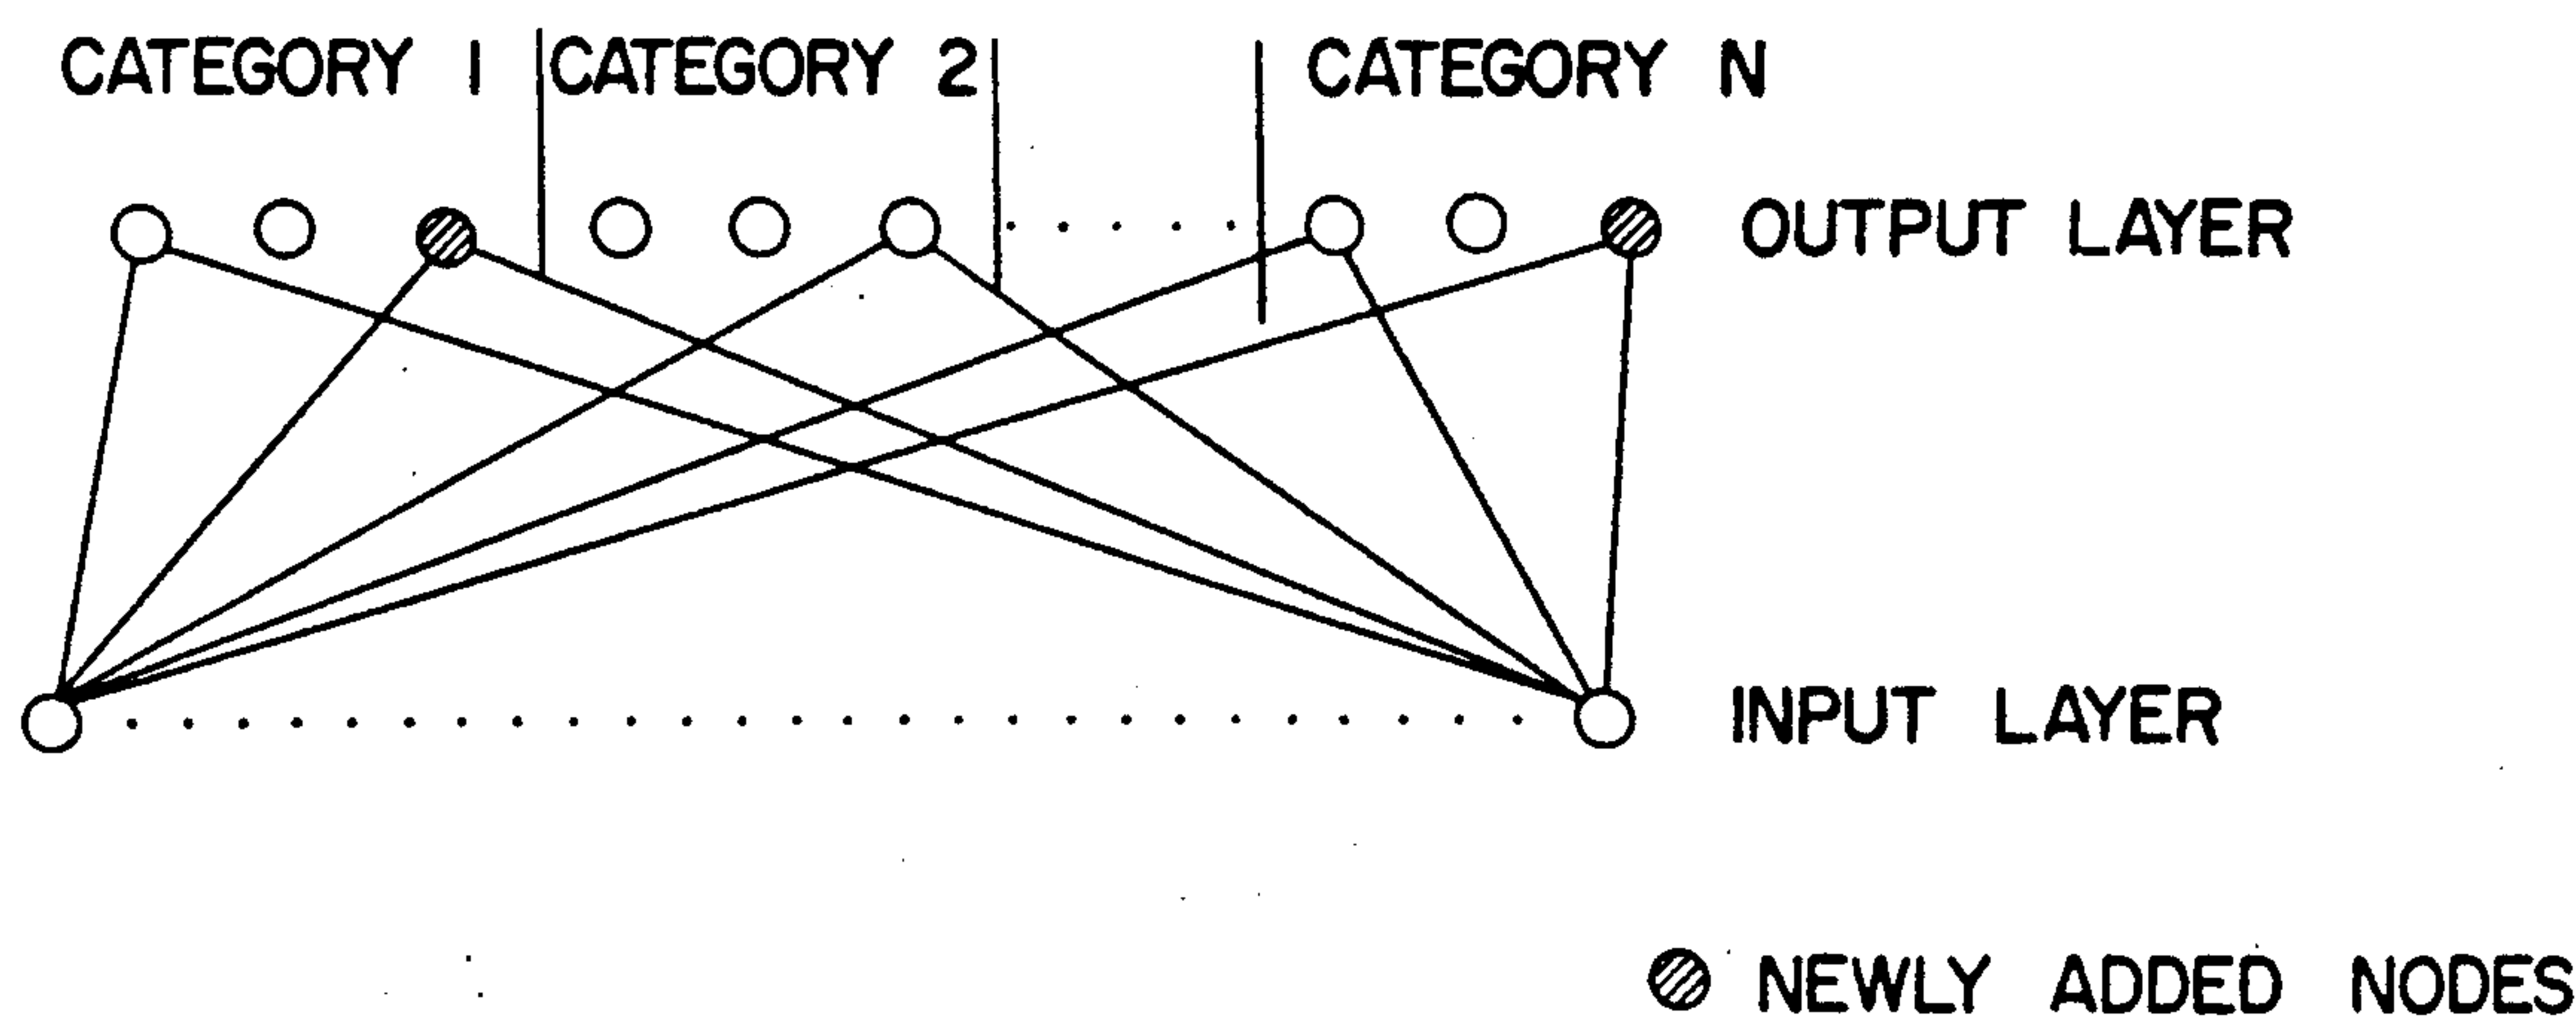 CATEGORY 1 CATEGORY 2 CATEGORY N
OUTPUT LAYER
INPUT LAYER
NEWLY ADDED NODES